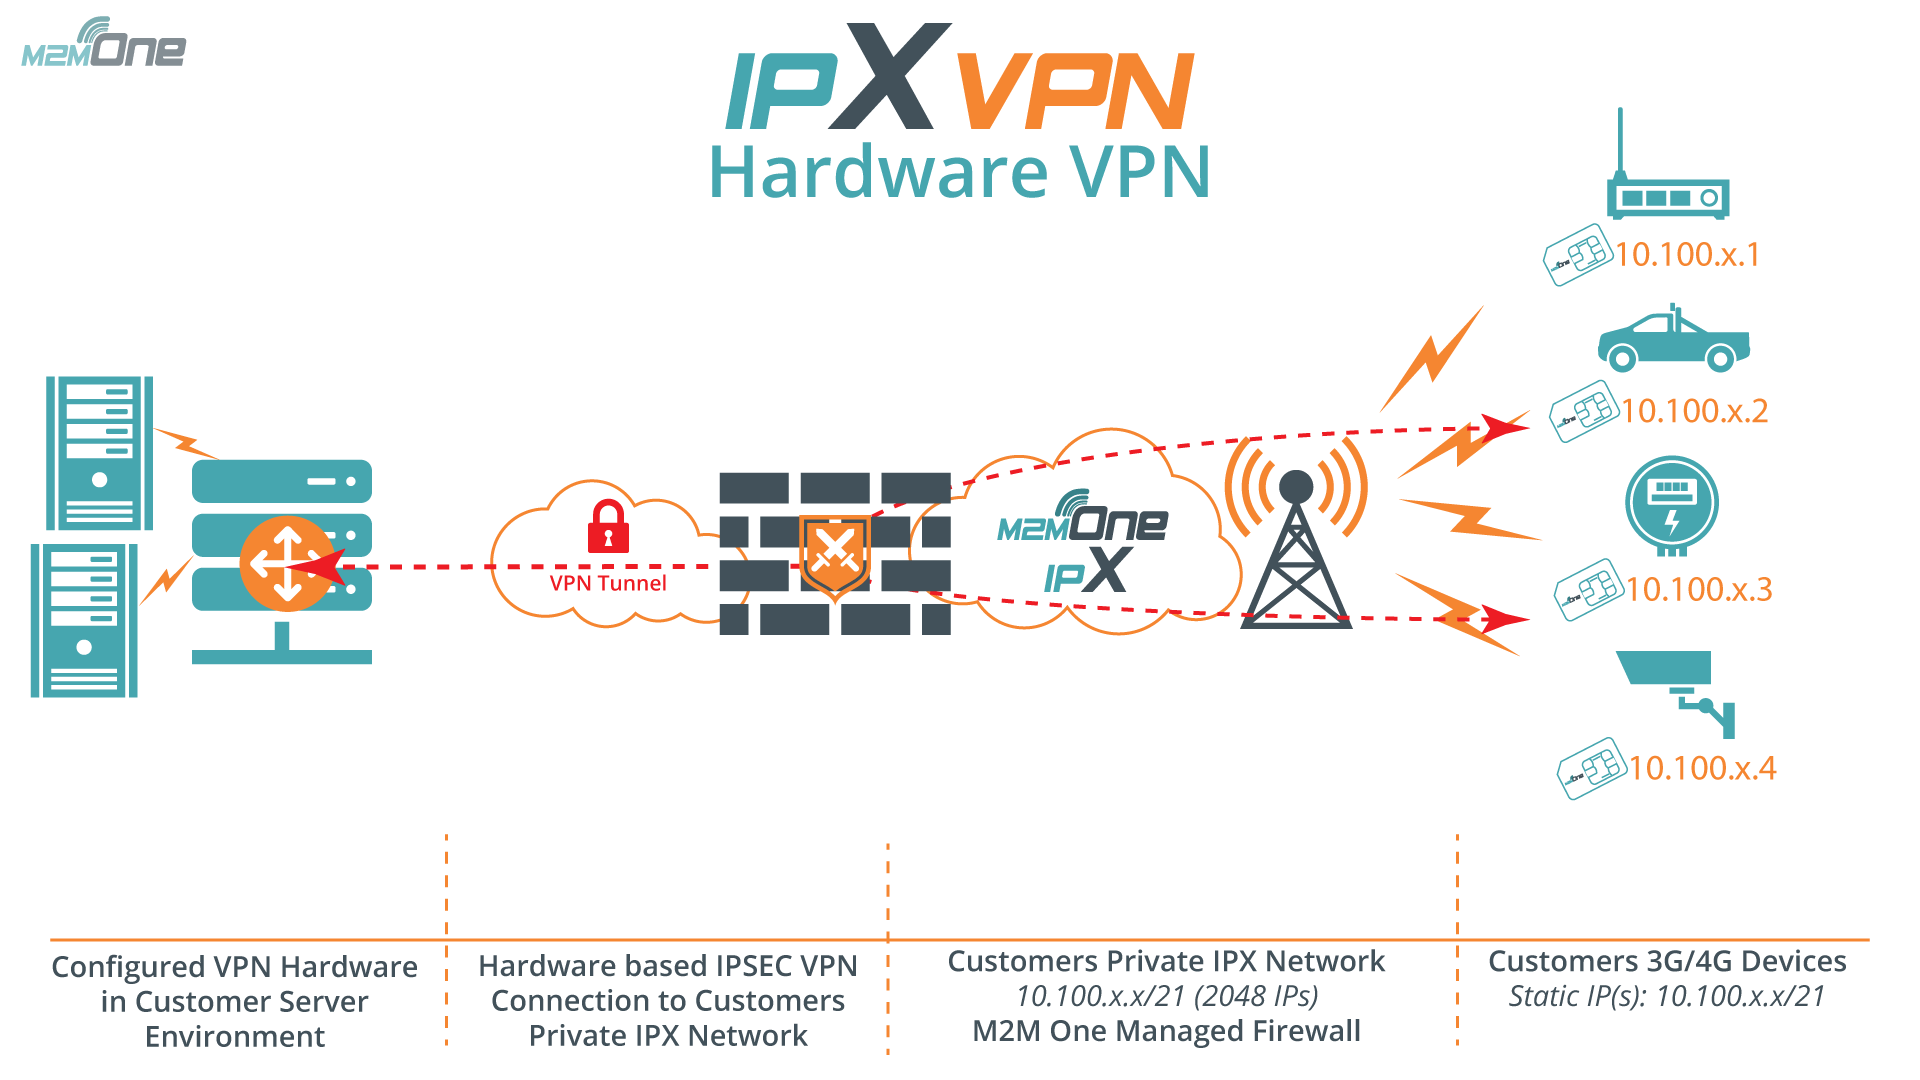 M2MOne
IPXVPN
Hardware VPN
10.100.x.1
10.100.x.2
10.100.x.3
10.100.x.4
VPN Tunnel
M2MOne
IPX
Configured VPN Hardware
in Customer Server
Environment
Hardware based IPSEC VPN
Connection to Customers
Private IPX Network
Customers Private IPX Network
10.100.x.x/21 (2048 IPs)
M2M One Managed Firewall
Customers 3G/4G Devices
Static IP(s): 10.100.x.x/21